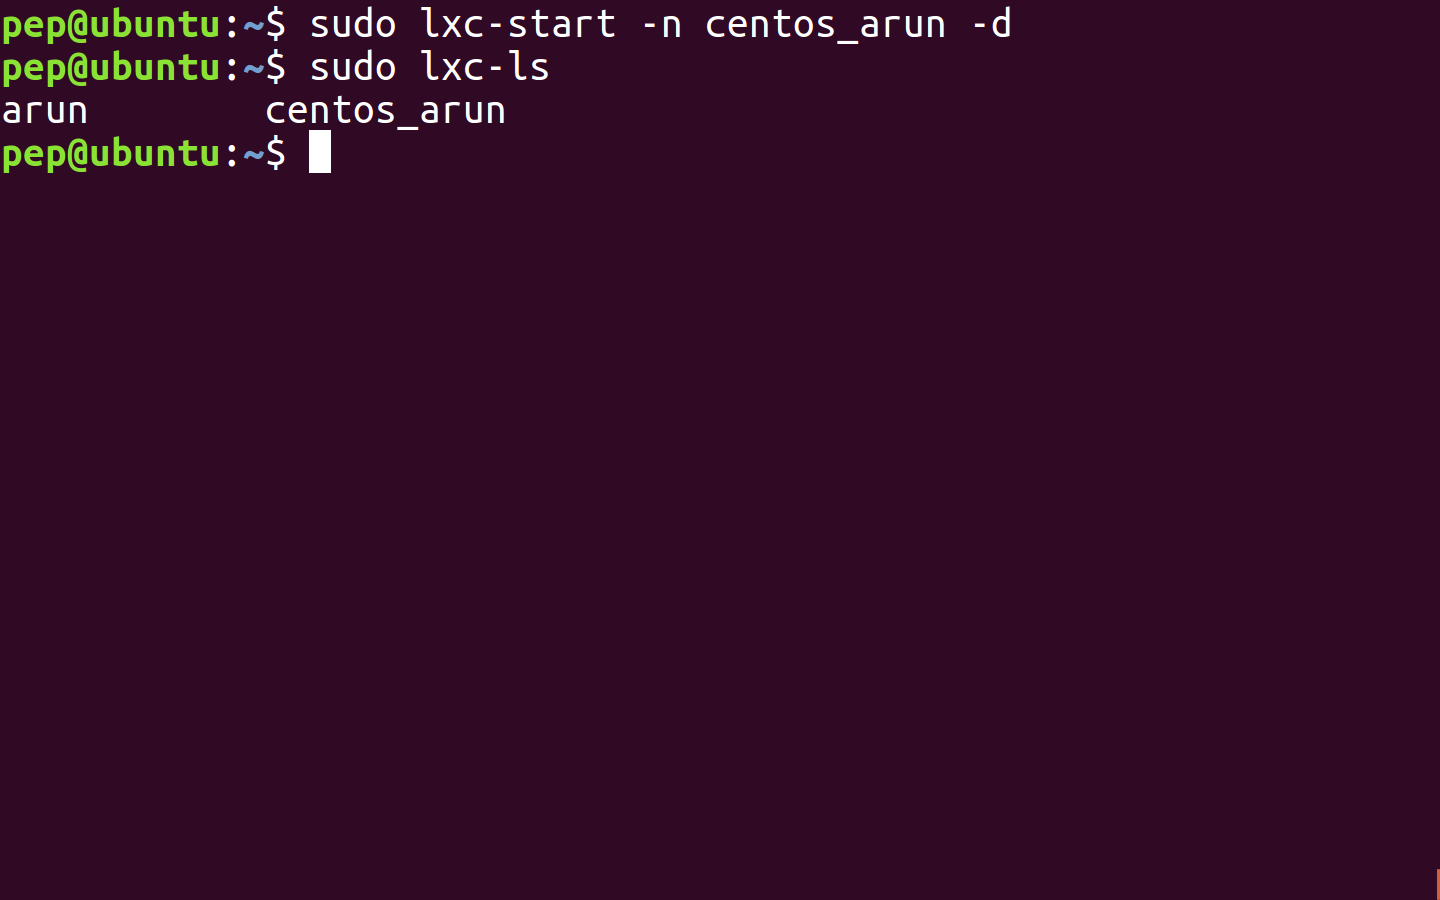 pep@ubuntu:~$ sudo lxc-start -n centos_arun -d
pep@ubuntu:~$ sudo lxc-ls
arun        centos_arun
pep@ubuntu:~$